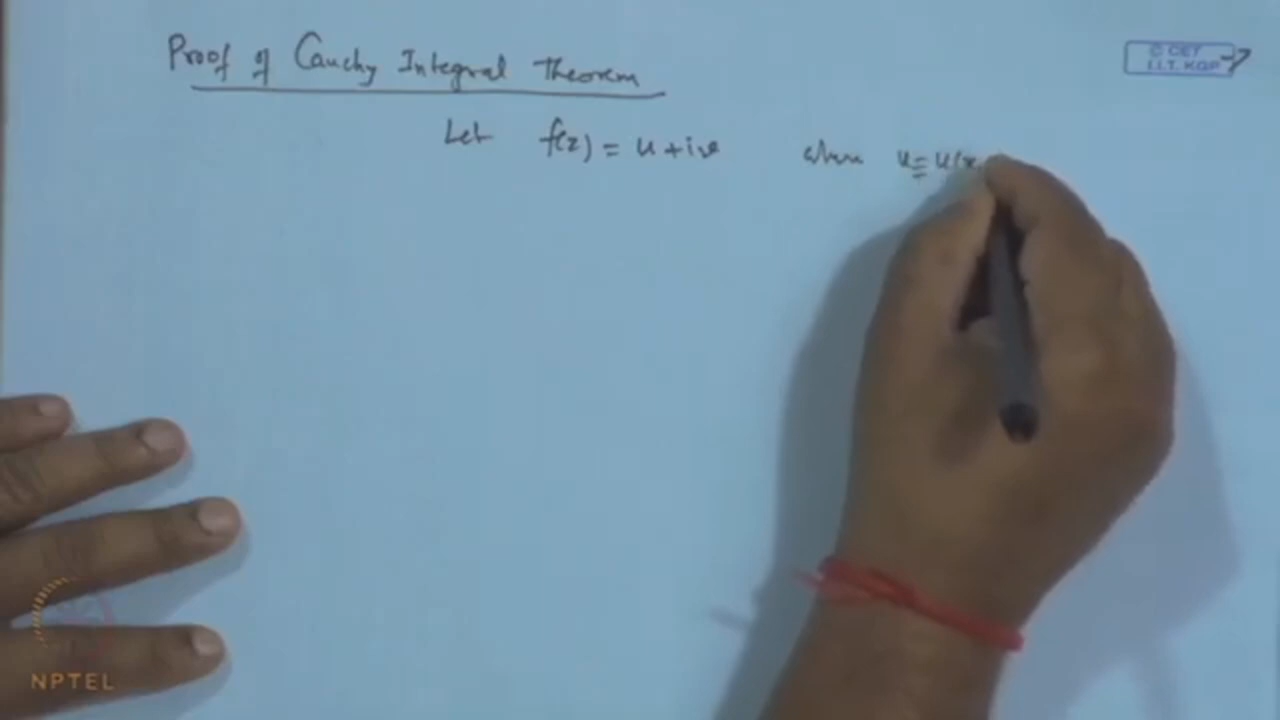 Proof of Cauchy Integral Theorem
© CET
I.I.T. KGP
Let f(z) = u + iv where u = u(x,
NPTEL